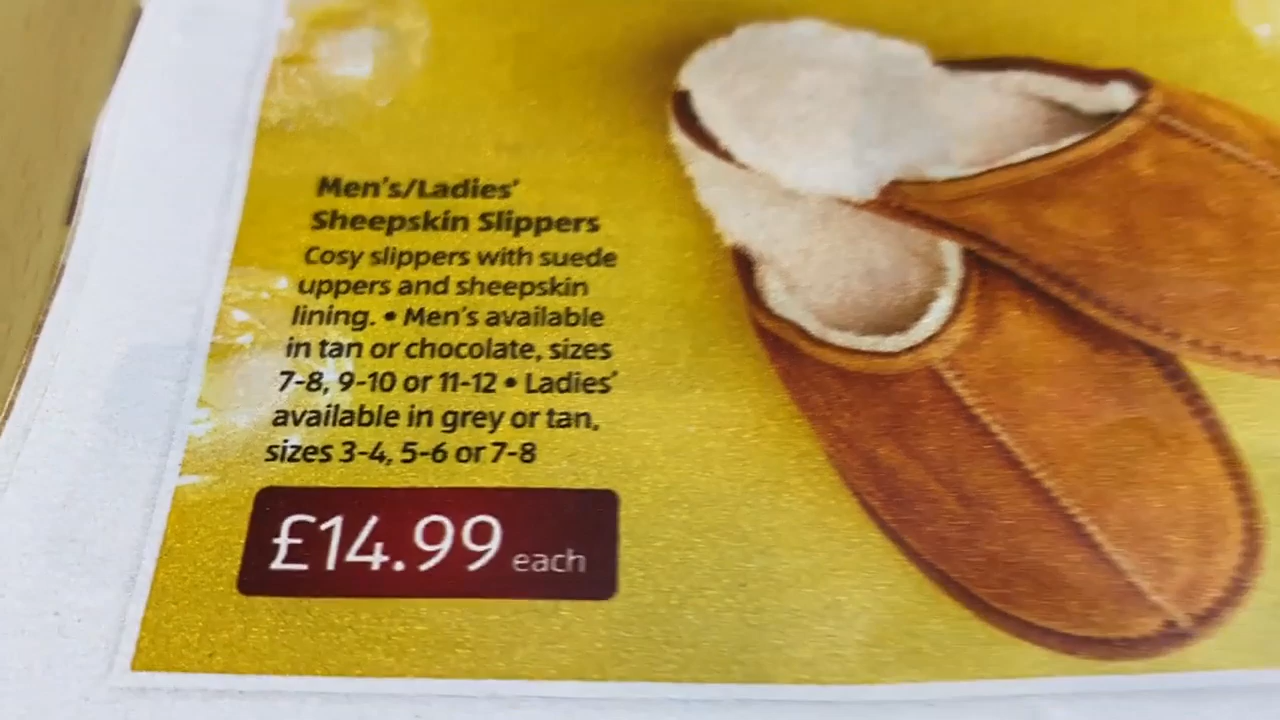 Men's/Ladies'
Sheepskin Slippers
Cosy slippers with suede
uppers and sheepskin
lining. • Men's available
in tan or chocolate, sizes
7-8, 9-10 or 11-12 • Ladies'
available in grey or tan,
sizes 3-4, 5-6 or 7-8
£14.99 each